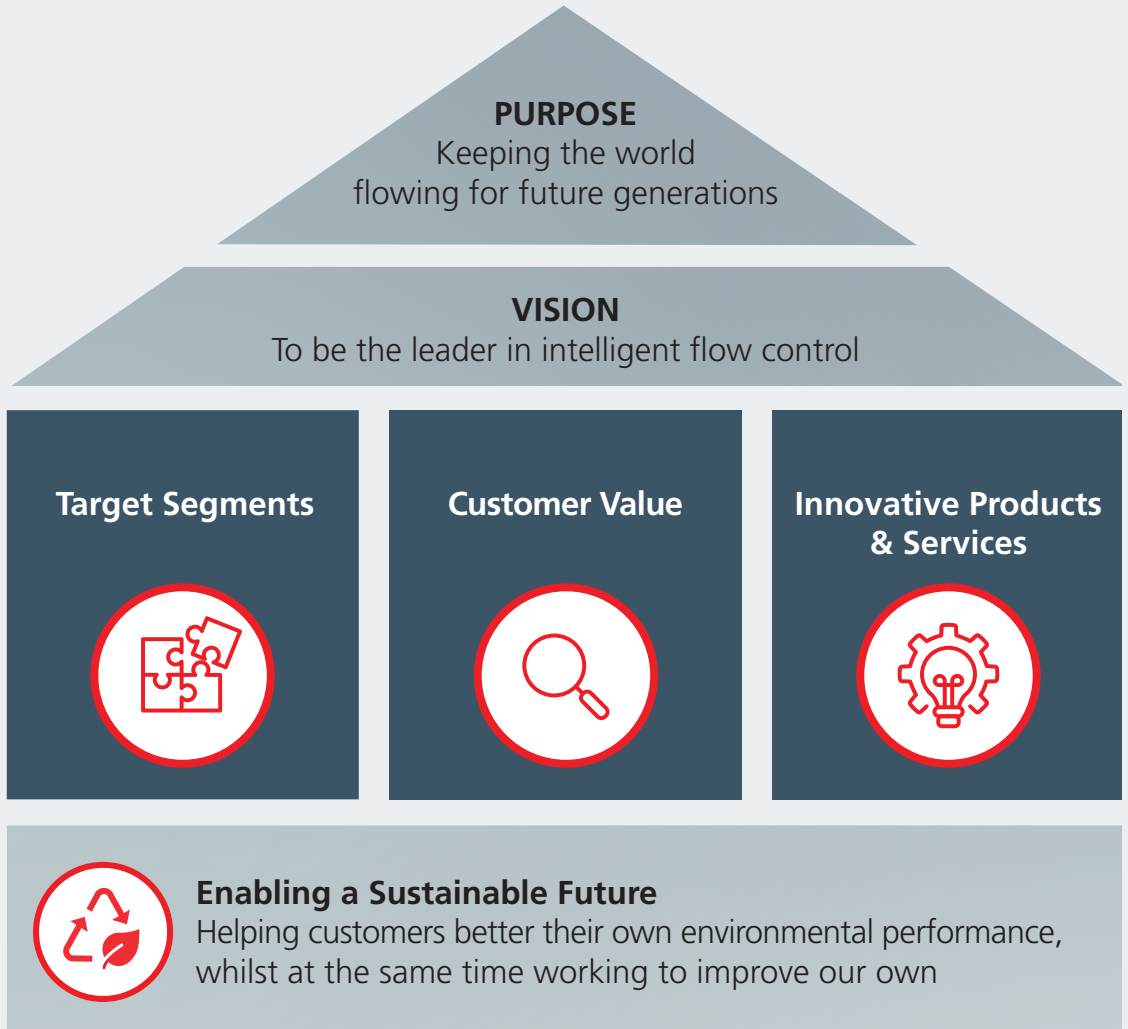 PURPOSE
Keeping the world
flowing for future generations
VISION
To be the leader in intelligent flow control
Target Segments
Customer Value
Innovative Products
& Services
Enabling a Sustainable Future
Helping customers better their own environmental performance,
whilst at the same time working to improve our own